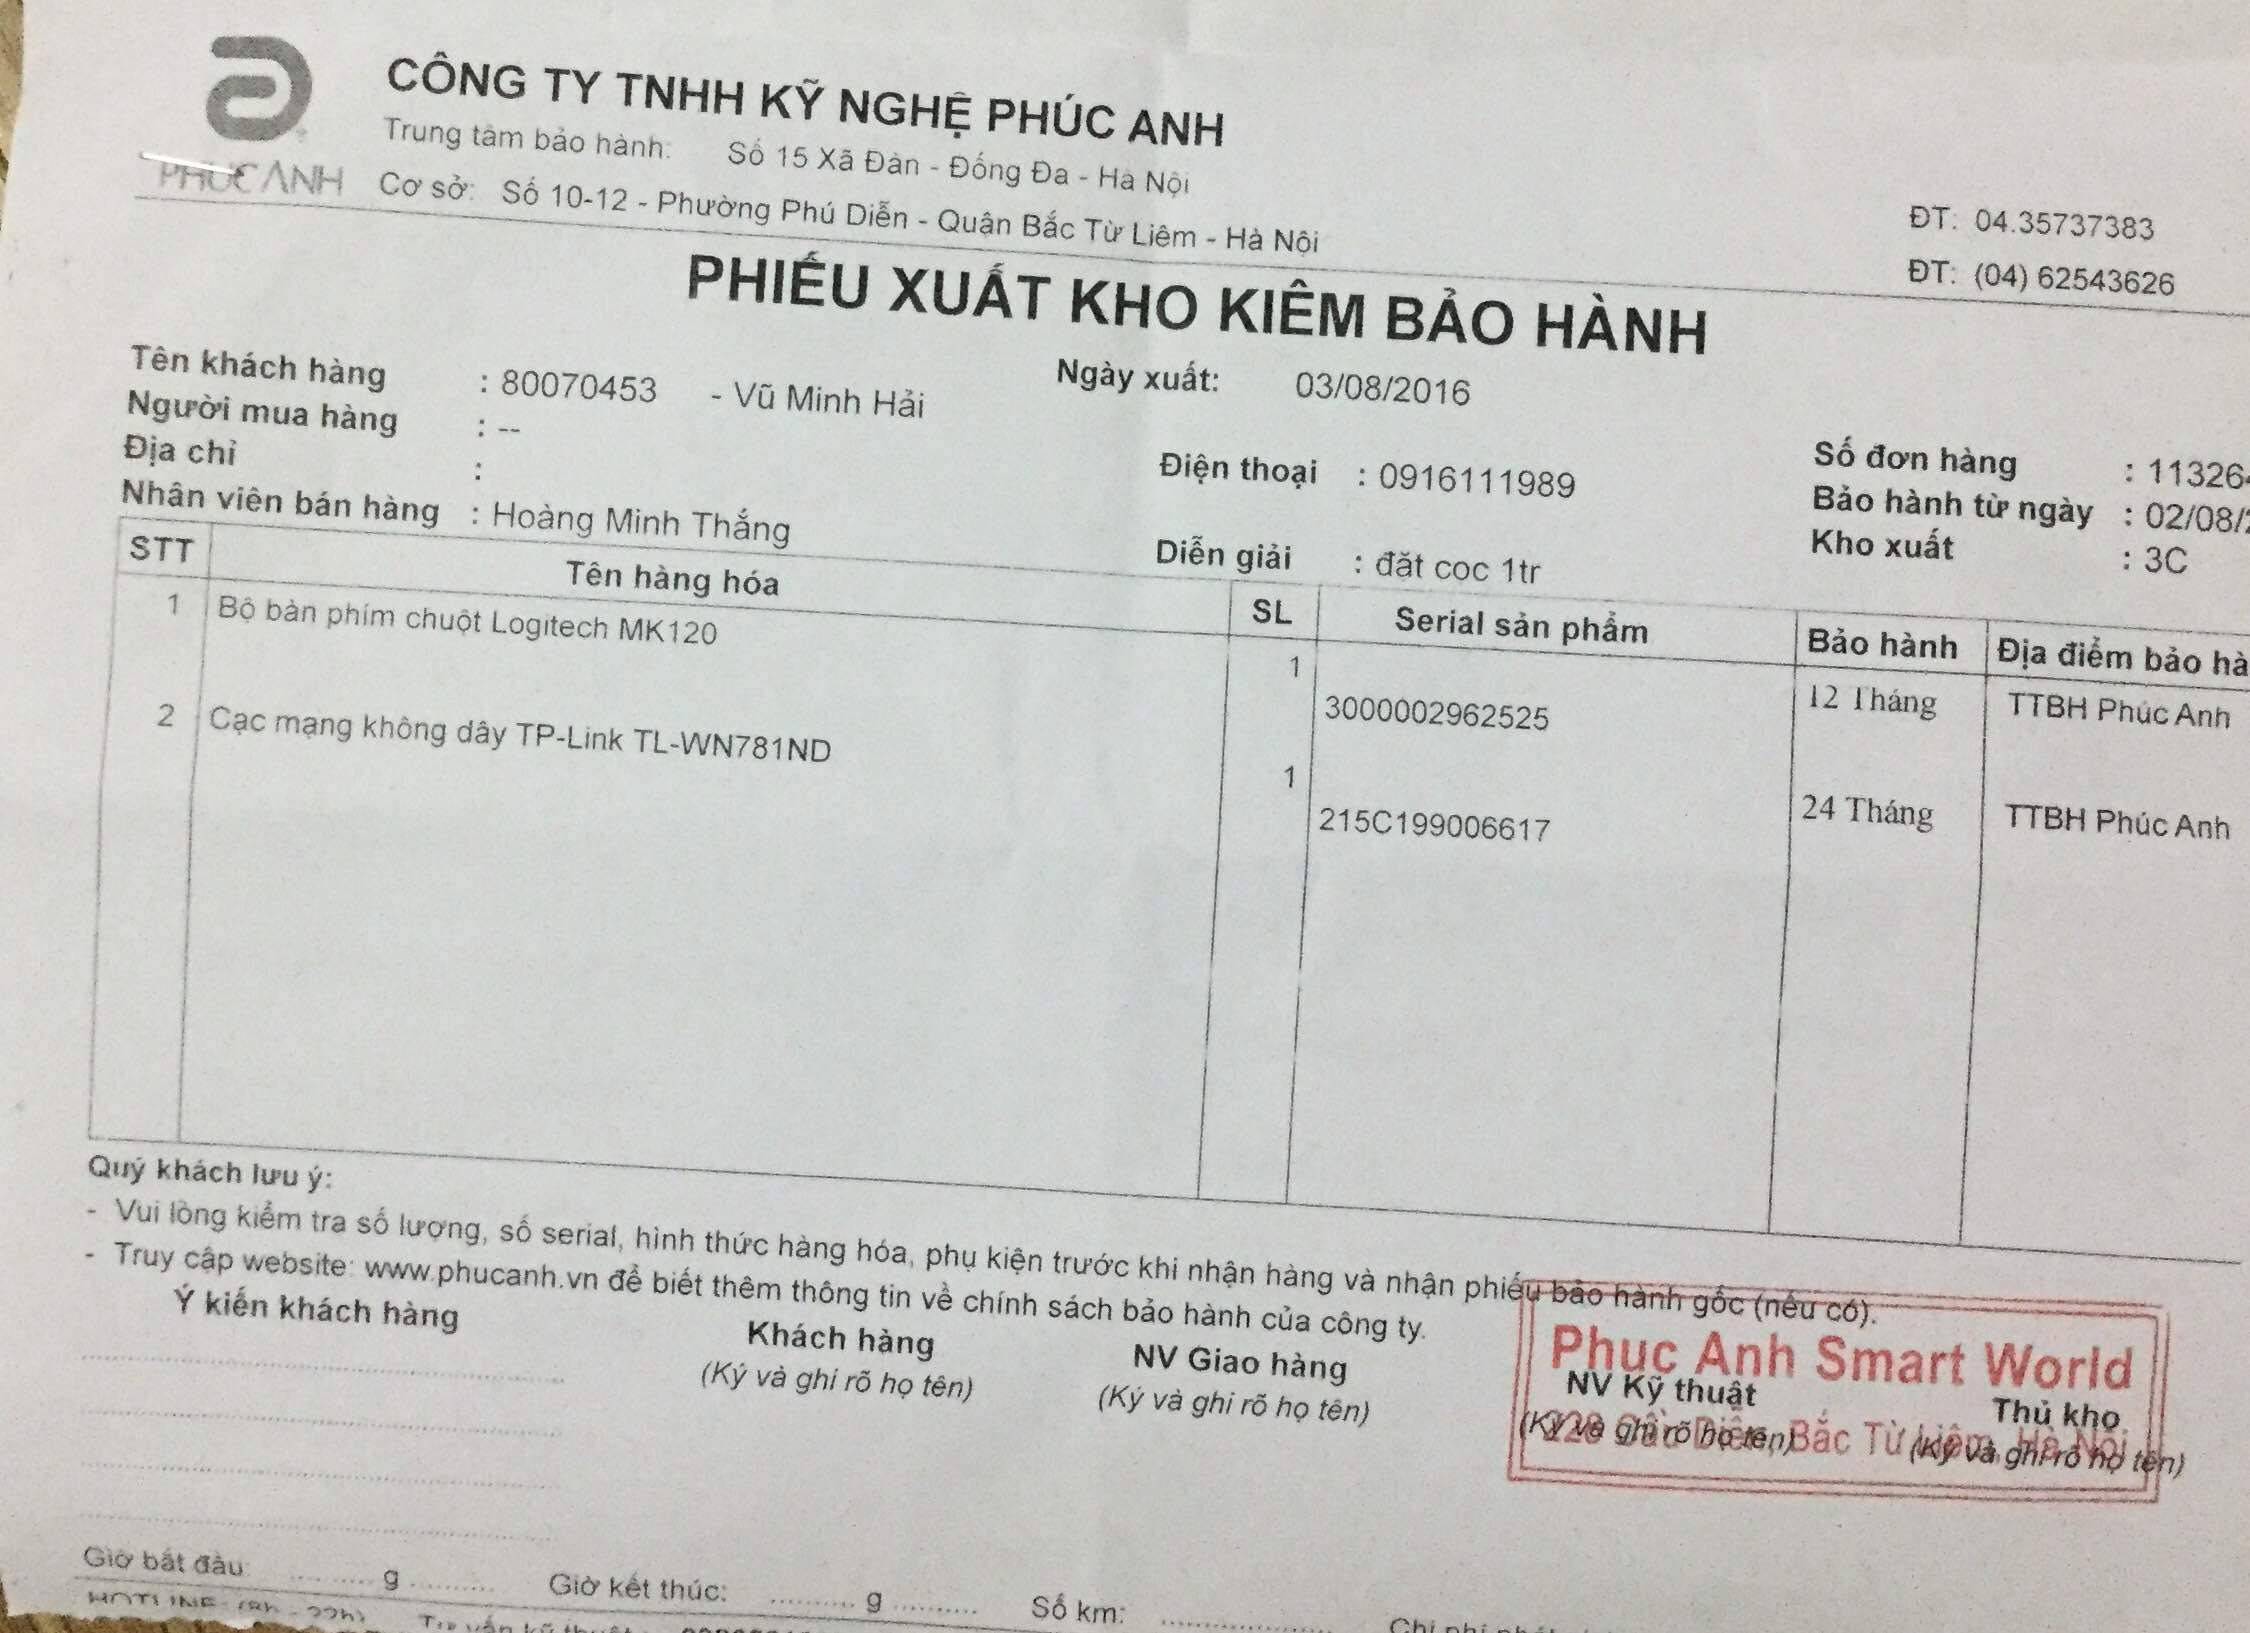 CÔNG TY TNHH KỸ NGHỆ PHÚC ANH
PHUCANH
Trung tâm bảo hành: Số 15 Xã Đàn - Đống Đa - Hà Nội ĐT: 04.35737383
Cơ sở: Số 10-12 - Phường Phú Diễn - Quận Bắc Từ Liêm - Hà Nội ĐT: (04) 62543626
PHIẾU XUẤT KHO KIÊM BẢO HÀNH
Ngày xuất: 03/08/2016
Tên khách hàng : 80070453 - Vũ Minh Hải
Người mua hàng : -- Điện thoại : 0916111989 Số đơn hàng : 11326
Địa chỉ : Bảo hành từ ngày : 02/08/
Nhân viên bán hàng : Hoàng Minh Thắng Diễn giải : đặt coc 1tr Kho xuất : 3C
STT Tên hàng hóa SL Serial sản phẩm Bảo hành Địa điểm bảo hà
1 Bộ bàn phím chuột Logitech MK120 1
3000002962525 12 Tháng TTBH Phúc Anh
2 Cạc mạng không dây TP-Link TL-WN781ND 1
215C199006617 24 Tháng TTBH Phúc Anh
Quý khách lưu ý:
- Vui lòng kiểm tra số lượng, số serial, hình thức hàng hóa, phụ kiện trước khi nhận hàng và nhận phiếu bảo hành gốc (nếu có).
- Truy cập website: www.phucanh.vn để biết thêm thông tin về chính sách bảo hành của công ty.
Ý kiến khách hàng Khách hàng NV Giao hàng NV Kỹ thuật Thủ kho
(Ký và ghi rõ họ tên) (Ký và ghi rõ họ tên) (Ký và ghi rõ họ tên) (Ký và ghi rõ họ tên)
Phuc Anh Smart World
Bắc Từ Liêm, Hà Nội
Giờ bắt đầu: ......... g ......... Giờ kết thúc: ......... g ......... Số km: ..................
HOTLINE (8h - 22h) Tư vấn kỹ thuật